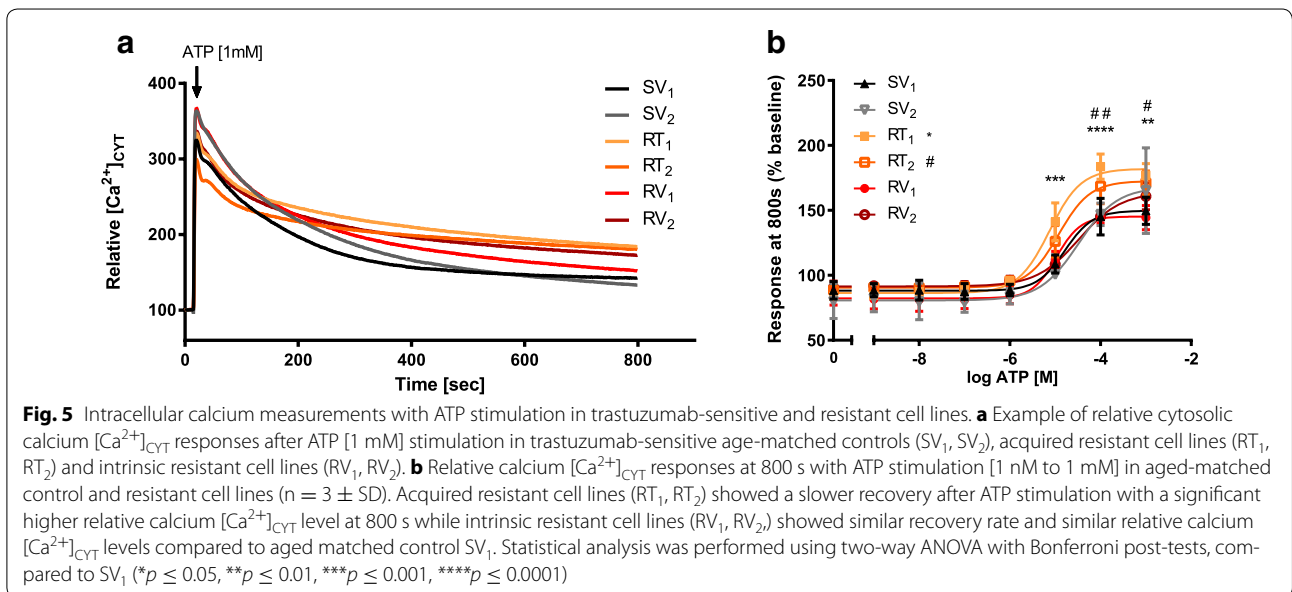 a
ATP [1mM]
400
300
200
100
Relative [Ca2+]CYT
0
200
400
600
800
Time [sec]
SV1
SV2
RT1
RT2
RV1
RV2
b
250
200
150
100
50
Response at 800s (% baseline)
SV1
SV2
RT1 *
RT2 #
RV1
RV2
***
# #
****
#
**
0
-8
-6
-4
-2
log ATP [M]
Fig. 5 Intracellular calcium measurements with ATP stimulation in trastuzumab-sensitive and resistant cell lines. a Example of relative cytosolic
calcium [Ca2+]CYT responses after ATP [1 mM] stimulation in trastuzumab-sensitive age-matched controls (SV1, SV2), acquired resistant cell lines (RT1,
RT2) and intrinsic resistant cell lines (RV1, RV2). b Relative calcium [Ca2+]CYT responses at 800 s with ATP stimulation [1 nM to 1 mM] in aged-matched
control and resistant cell lines (n = 3 ± SD). Acquired resistant cell lines (RT1, RT2) showed a slower recovery after ATP stimulation with a significant
higher relative calcium [Ca2+]CYT level at 800 s while intrinsic resistant cell lines (RV1, RV2,) showed similar recovery rate and similar relative calcium
[Ca2+]CYT levels compared to aged matched control SV1. Statistical analysis was performed using two-way ANOVA with Bonferroni post-tests, com-
pared to SV1 (*p ≤ 0.05, **p ≤ 0.01, ***p ≤ 0.001, ****p ≤ 0.0001)